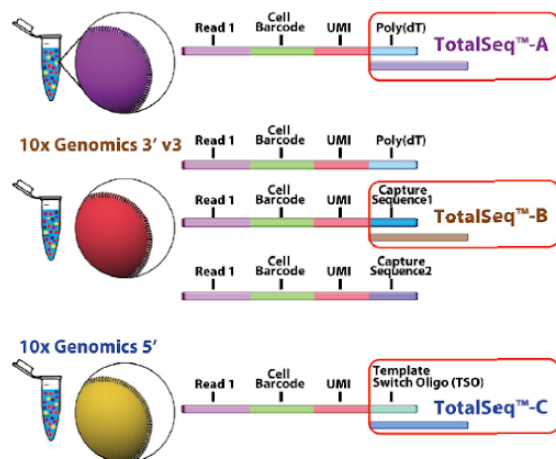 Read 1 Cell Barcode UMI Poly(dT)
TotalSeq™-A
10x Genomics 3' v3
Read 1 Cell Barcode UMI Poly(dT)
Read 1 Cell Barcode UMI Capture Sequence1
TotalSeq™-B
Read 1 Cell Barcode UMI Capture Sequence2
10x Genomics 5'
Read 1 Cell Barcode UMI Template Switch Oligo (TSO)
TotalSeq™-C